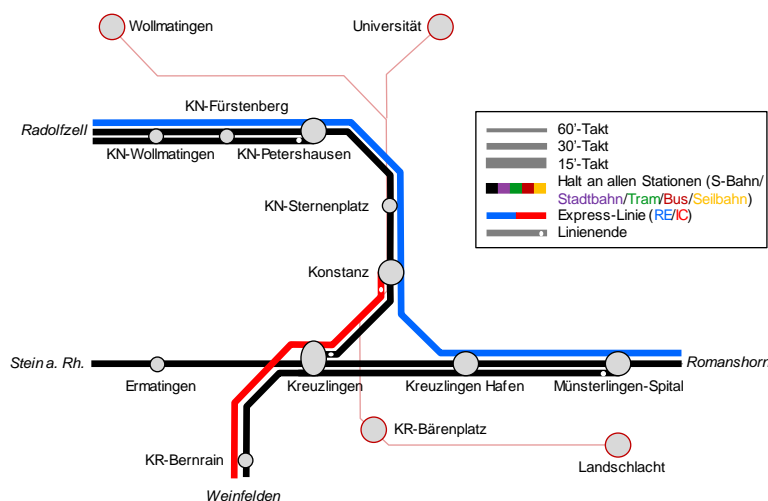 Wollmatingen
Universität
KN-Fürstenberg
Radolfzell
KN-Wollmatingen
KN-Petershausen
KN-Sternenplatz
Konstanz
60'-Takt
30'-Takt
15'-Takt
Halt an allen Stationen (S-Bahn/
Stadtbahn/Tram/Bus/Seilbahn)
Express-Linie (RE/IC)
Linienende
Stein a. Rh.
Romanshorn
Ermatingen
Kreuzlingen
Kreuzlingen Hafen
Münsterlingen-Spital
KR-Bärenplatz
KR-Bernrain
Landschlacht
Weinfelden